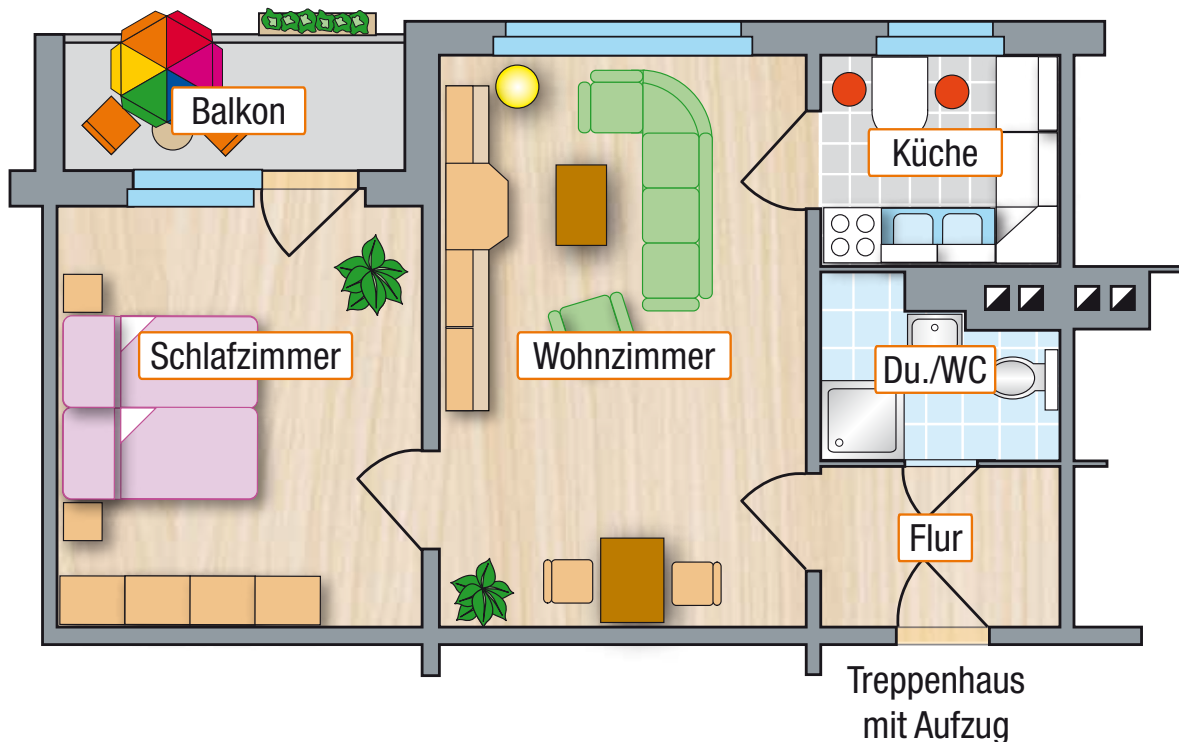 Balkon
Küche
Schlafzimmer
Wohnzimmer
Du./WC
Flur
Treppenhaus
mit Aufzug